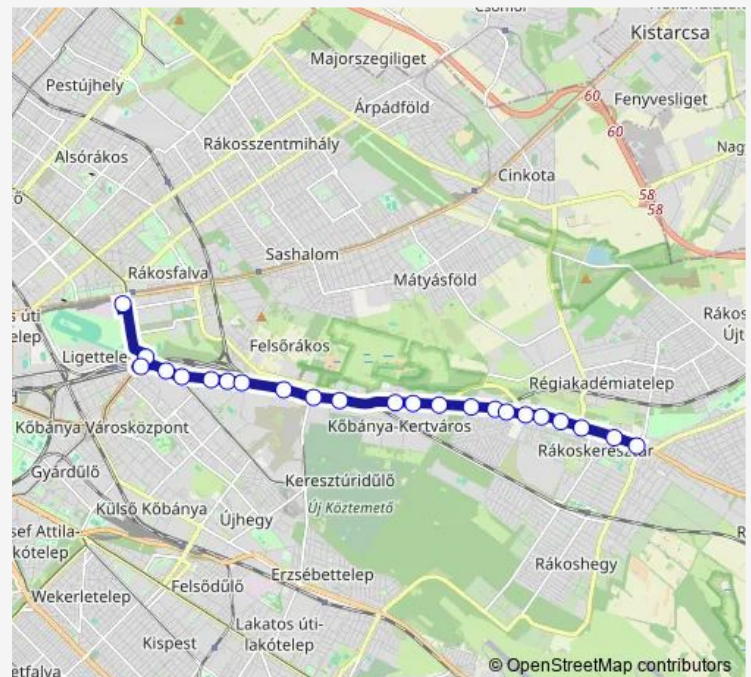 Csömör
Kistarcsa
Pestújhely
Majorszegiliget
60
Fenyvesliget
Árpádföld
60
Alsórákos
Rákosszentmihály
Nag
Cinkota
58
58
Sashalom
Rákosfalva
Mátyásföld
s úti
elep
Rákos
Újt
Ligettele
Felsőrákos
Régiakadémiatelep
Kőbánya Városközpont
Kőbánya-Kertváros
Rákoskeresztúr
Gyárdűlő
Keresztúridűlő
Új Köztemető
Külső Kőbánya
Újhegy
sef Attila-
kótelep
Rákoshegy
Erzsébettelep
Felsődűlő
Wekerletelep
Lakatos úti-
lakótelep
Kispest
etfalva
© OpenStreetMap contributors